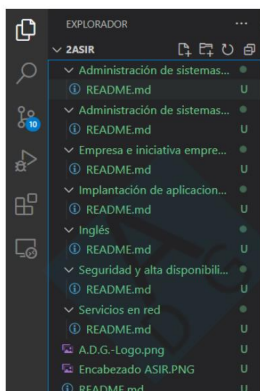 EXPLORADOR ...
2ASIR
Administración de sistemas...
README.md U
Administración de sistemas...
README.md U
Empresa e iniciativa empre...
README.md U
Implantación de aplicacion...
README.md U
Inglés
README.md U
Seguridad y alta disponibili...
README.md U
Servicios en red
README.md U
A.D.G.-Logo.png U
Encabezado ASIR.PNG U
README.md U
10